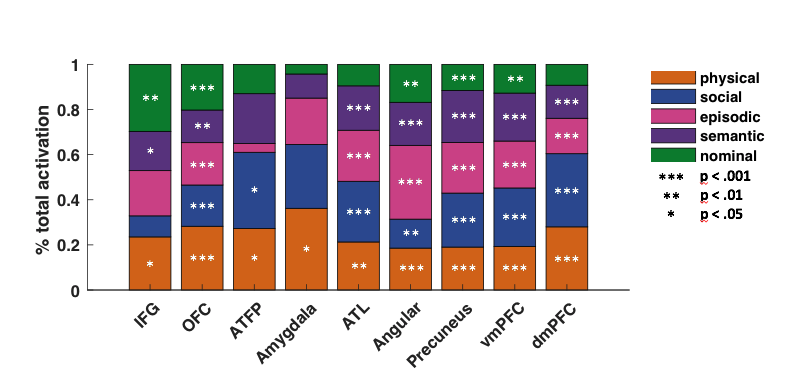 % total activation
1
0.8
0.6
0.4
0.2
0
** * *
*** ** *** *** ***
* *
*
*** *** *** **
** *** *** ** ***
*** *** *** *** ***
** *** *** *** ***
*** *** *** ***
IFG
OFC
ATFP
Amygdala
ATL
Angular
Precuneus
vmPFC
dmPFC
physical
social
episodic
semantic
nominal
*** p < .001
** p < .01
* p < .05